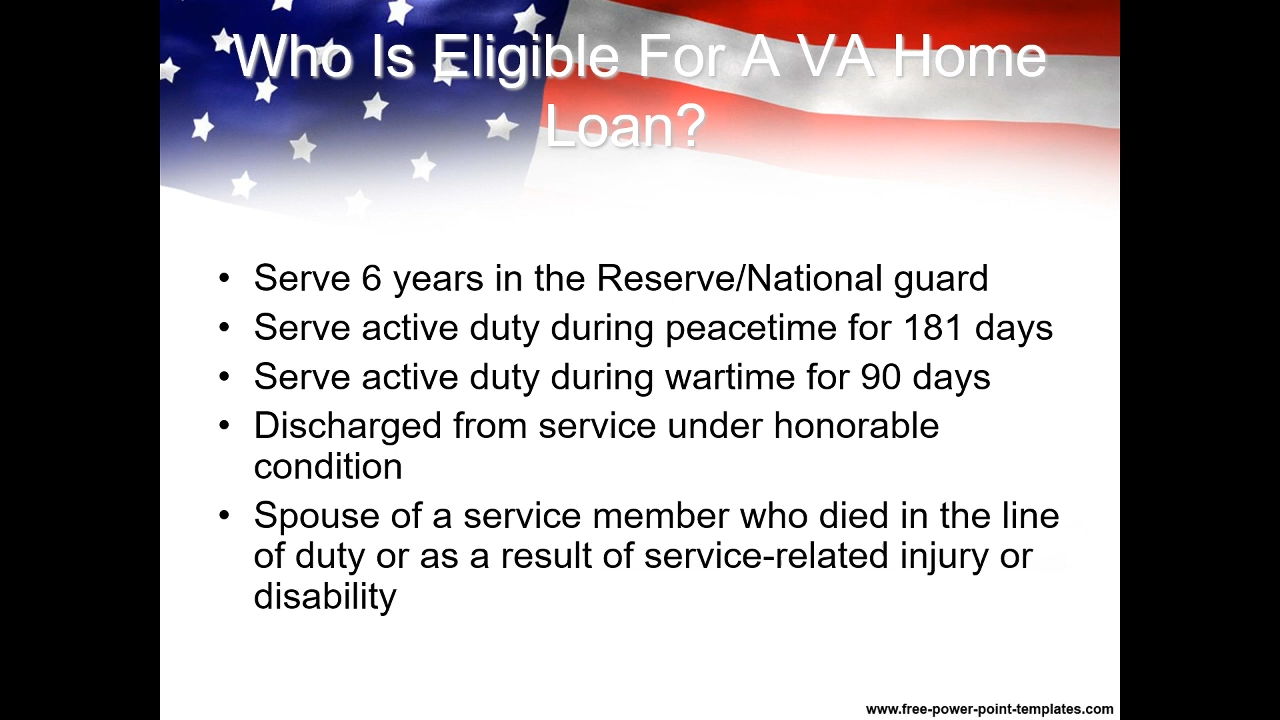 Who Is Eligible For A VA Home
Loan?
• Serve 6 years in the Reserve/National guard
• Serve active duty during peacetime for 181 days
• Serve active duty during wartime for 90 days
• Discharged from service under honorable
condition
• Spouse of a service member who died in the line
of duty or as a result of service-related injury or
disability
www.free-power-point-templates.com